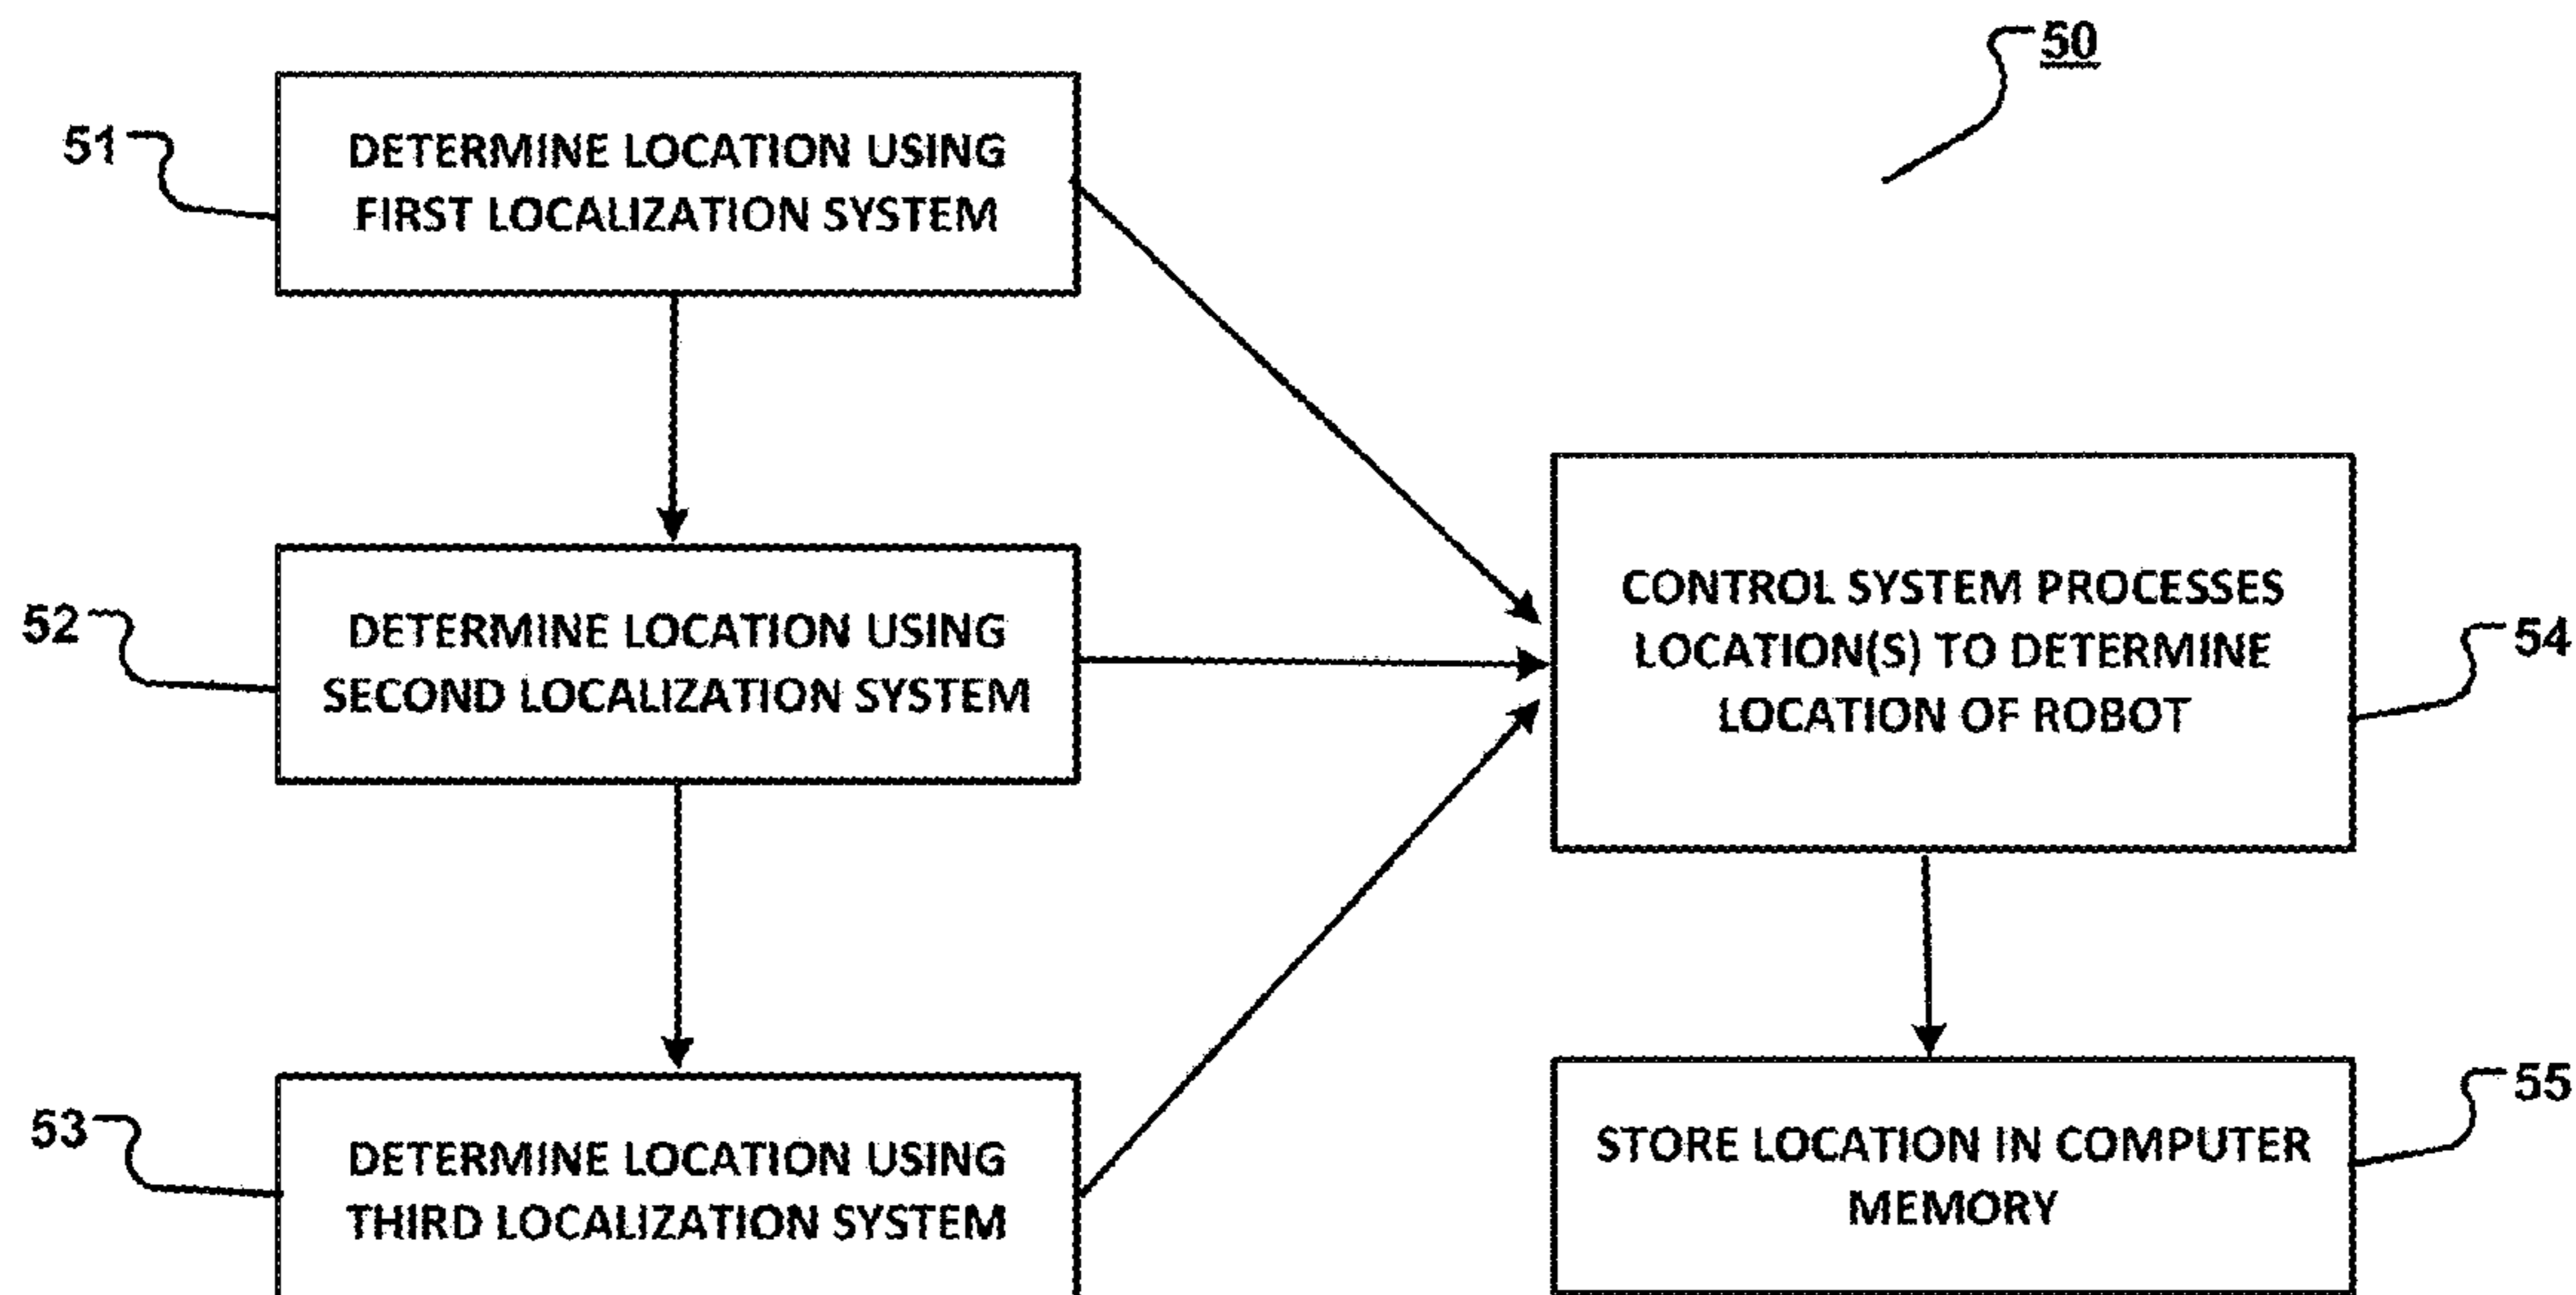 50
51
DETERMINE LOCATION USING
FIRST LOCALIZATION SYSTEM
52
DETERMINE LOCATION USING
SECOND LOCALIZATION SYSTEM
53
DETERMINE LOCATION USING
THIRD LOCALIZATION SYSTEM
CONTROL SYSTEM PROCESSES
LOCATION(S) TO DETERMINE
LOCATION OF ROBOT
54
STORE LOCATION IN COMPUTER
MEMORY
55